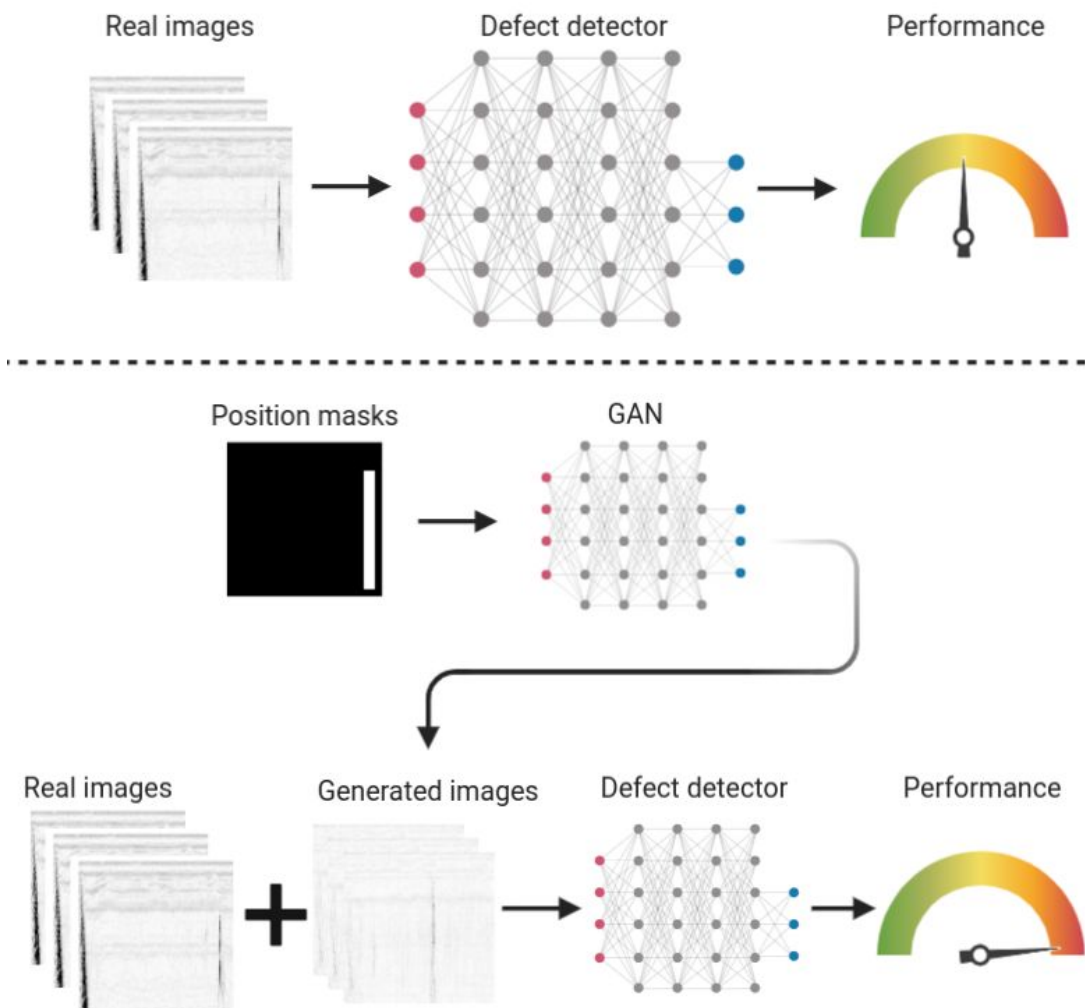 Real images
Defect detector
Performance
Position masks
GAN
Real images
Generated images
Defect detector
Performance